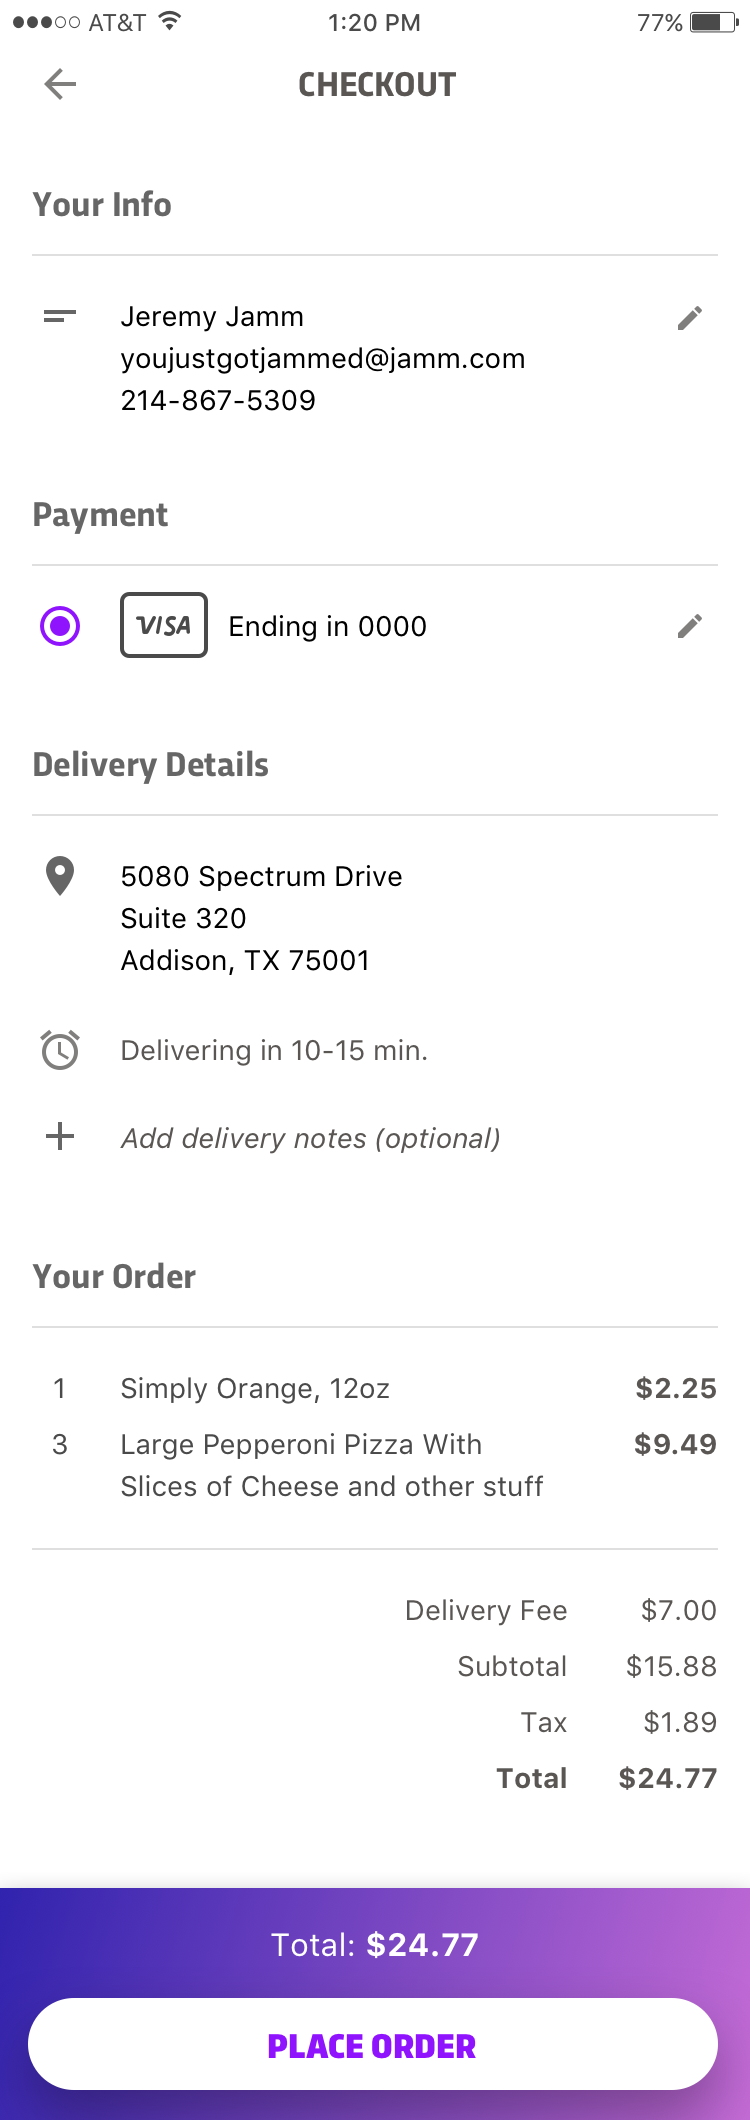 AT&T 1:20 PM 77%
CHECKOUT
Your Info
Jeremy Jamm
youjustgotjammed@jamm.com
214-867-5309
Payment
VISA Ending in 0000
Delivery Details
5080 Spectrum Drive
Suite 320
Addison, TX 75001
Delivering in 10-15 min.
Add delivery notes (optional)
Your Order
1 Simply Orange, 12oz $2.25
3 Large Pepperoni Pizza With $9.49
Slices of Cheese and other stuff
Delivery Fee $7.00
Subtotal $15.88
Tax $1.89
Total $24.77
Total: $24.77
PLACE ORDER